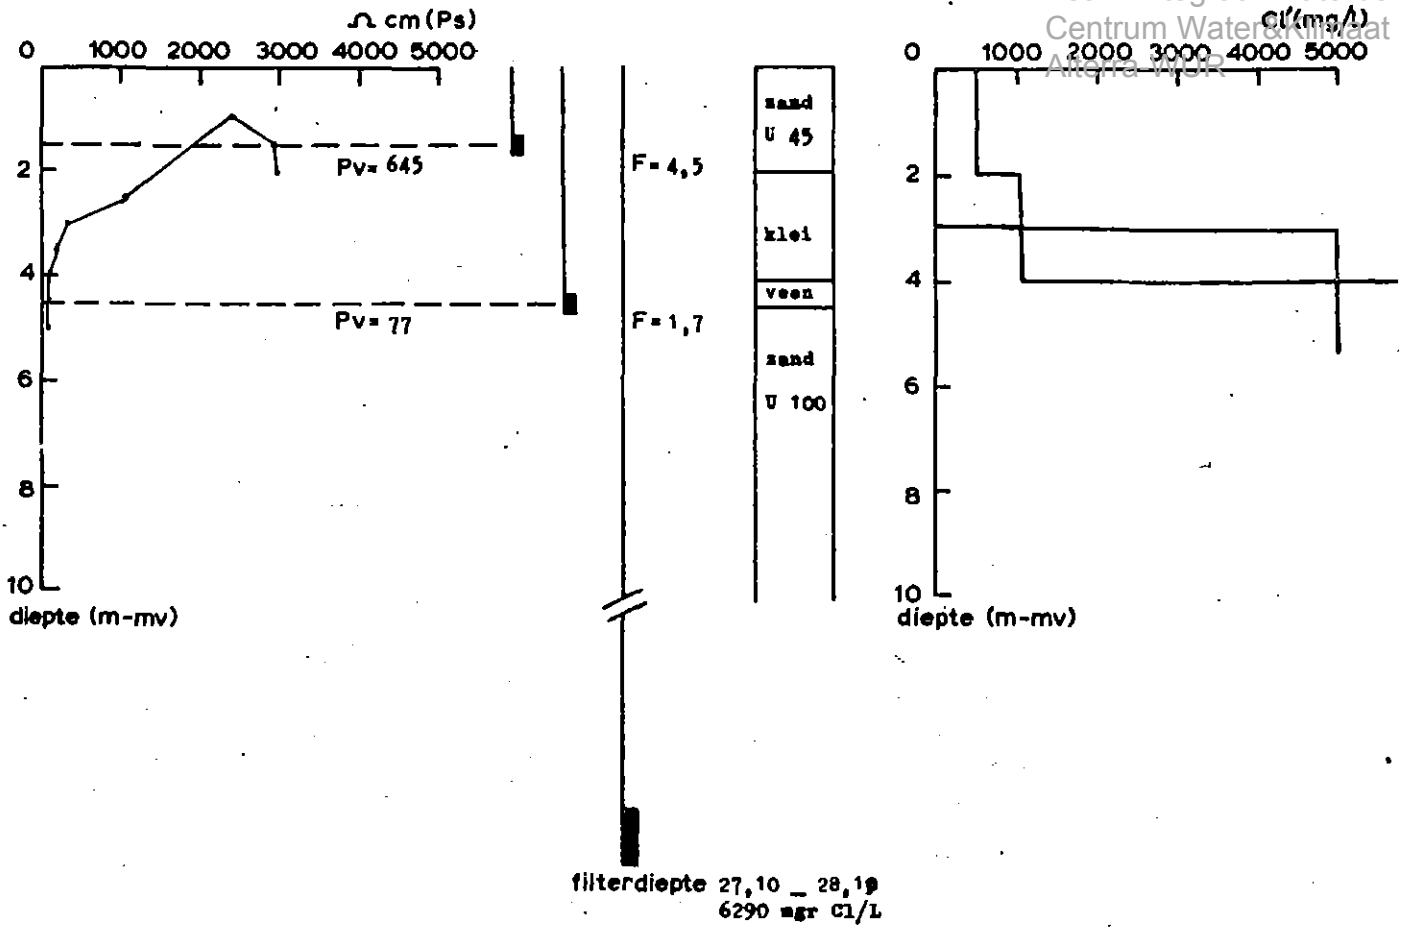 Ω cm (Ps)
0 1000 2000 3000 4000 5000
2
4
6
8
10
diepte (m-mv)
Pv= 645
Pv= 77
F= 4,5
F= 1,7
zand
U 45
klei
veen
zand
U 100
Centrum Water&Klimaat
Alterra-WUR
Cl'(mg/l)
0 1000 2000 3000 4000 5000
2
4
6
8
10
diepte (m-mv)
filterdiepte 27,10 _ 28,19
6290 mgr Cl/L